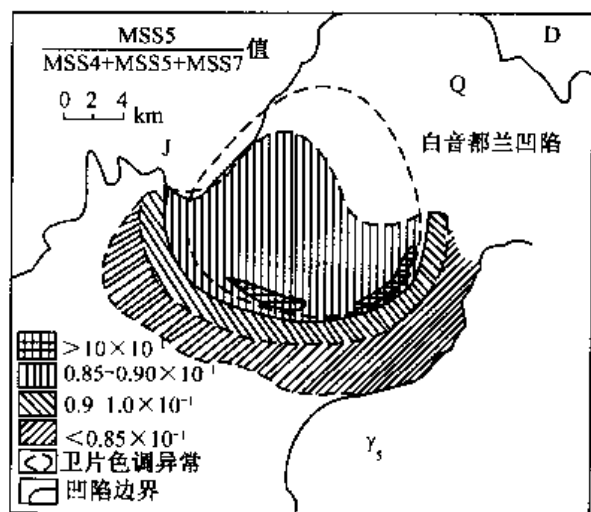 MSS5
MSS4+MSS5+MSS7
值
0 2 4
km
D
Q
白音都兰凹陷
J
>10×10⁻¹
0.85~0.90×10⁻¹
0.9 1.0×10⁻¹
<0.85×10⁻¹
卫片色调异常
凹陷边界
γ₅